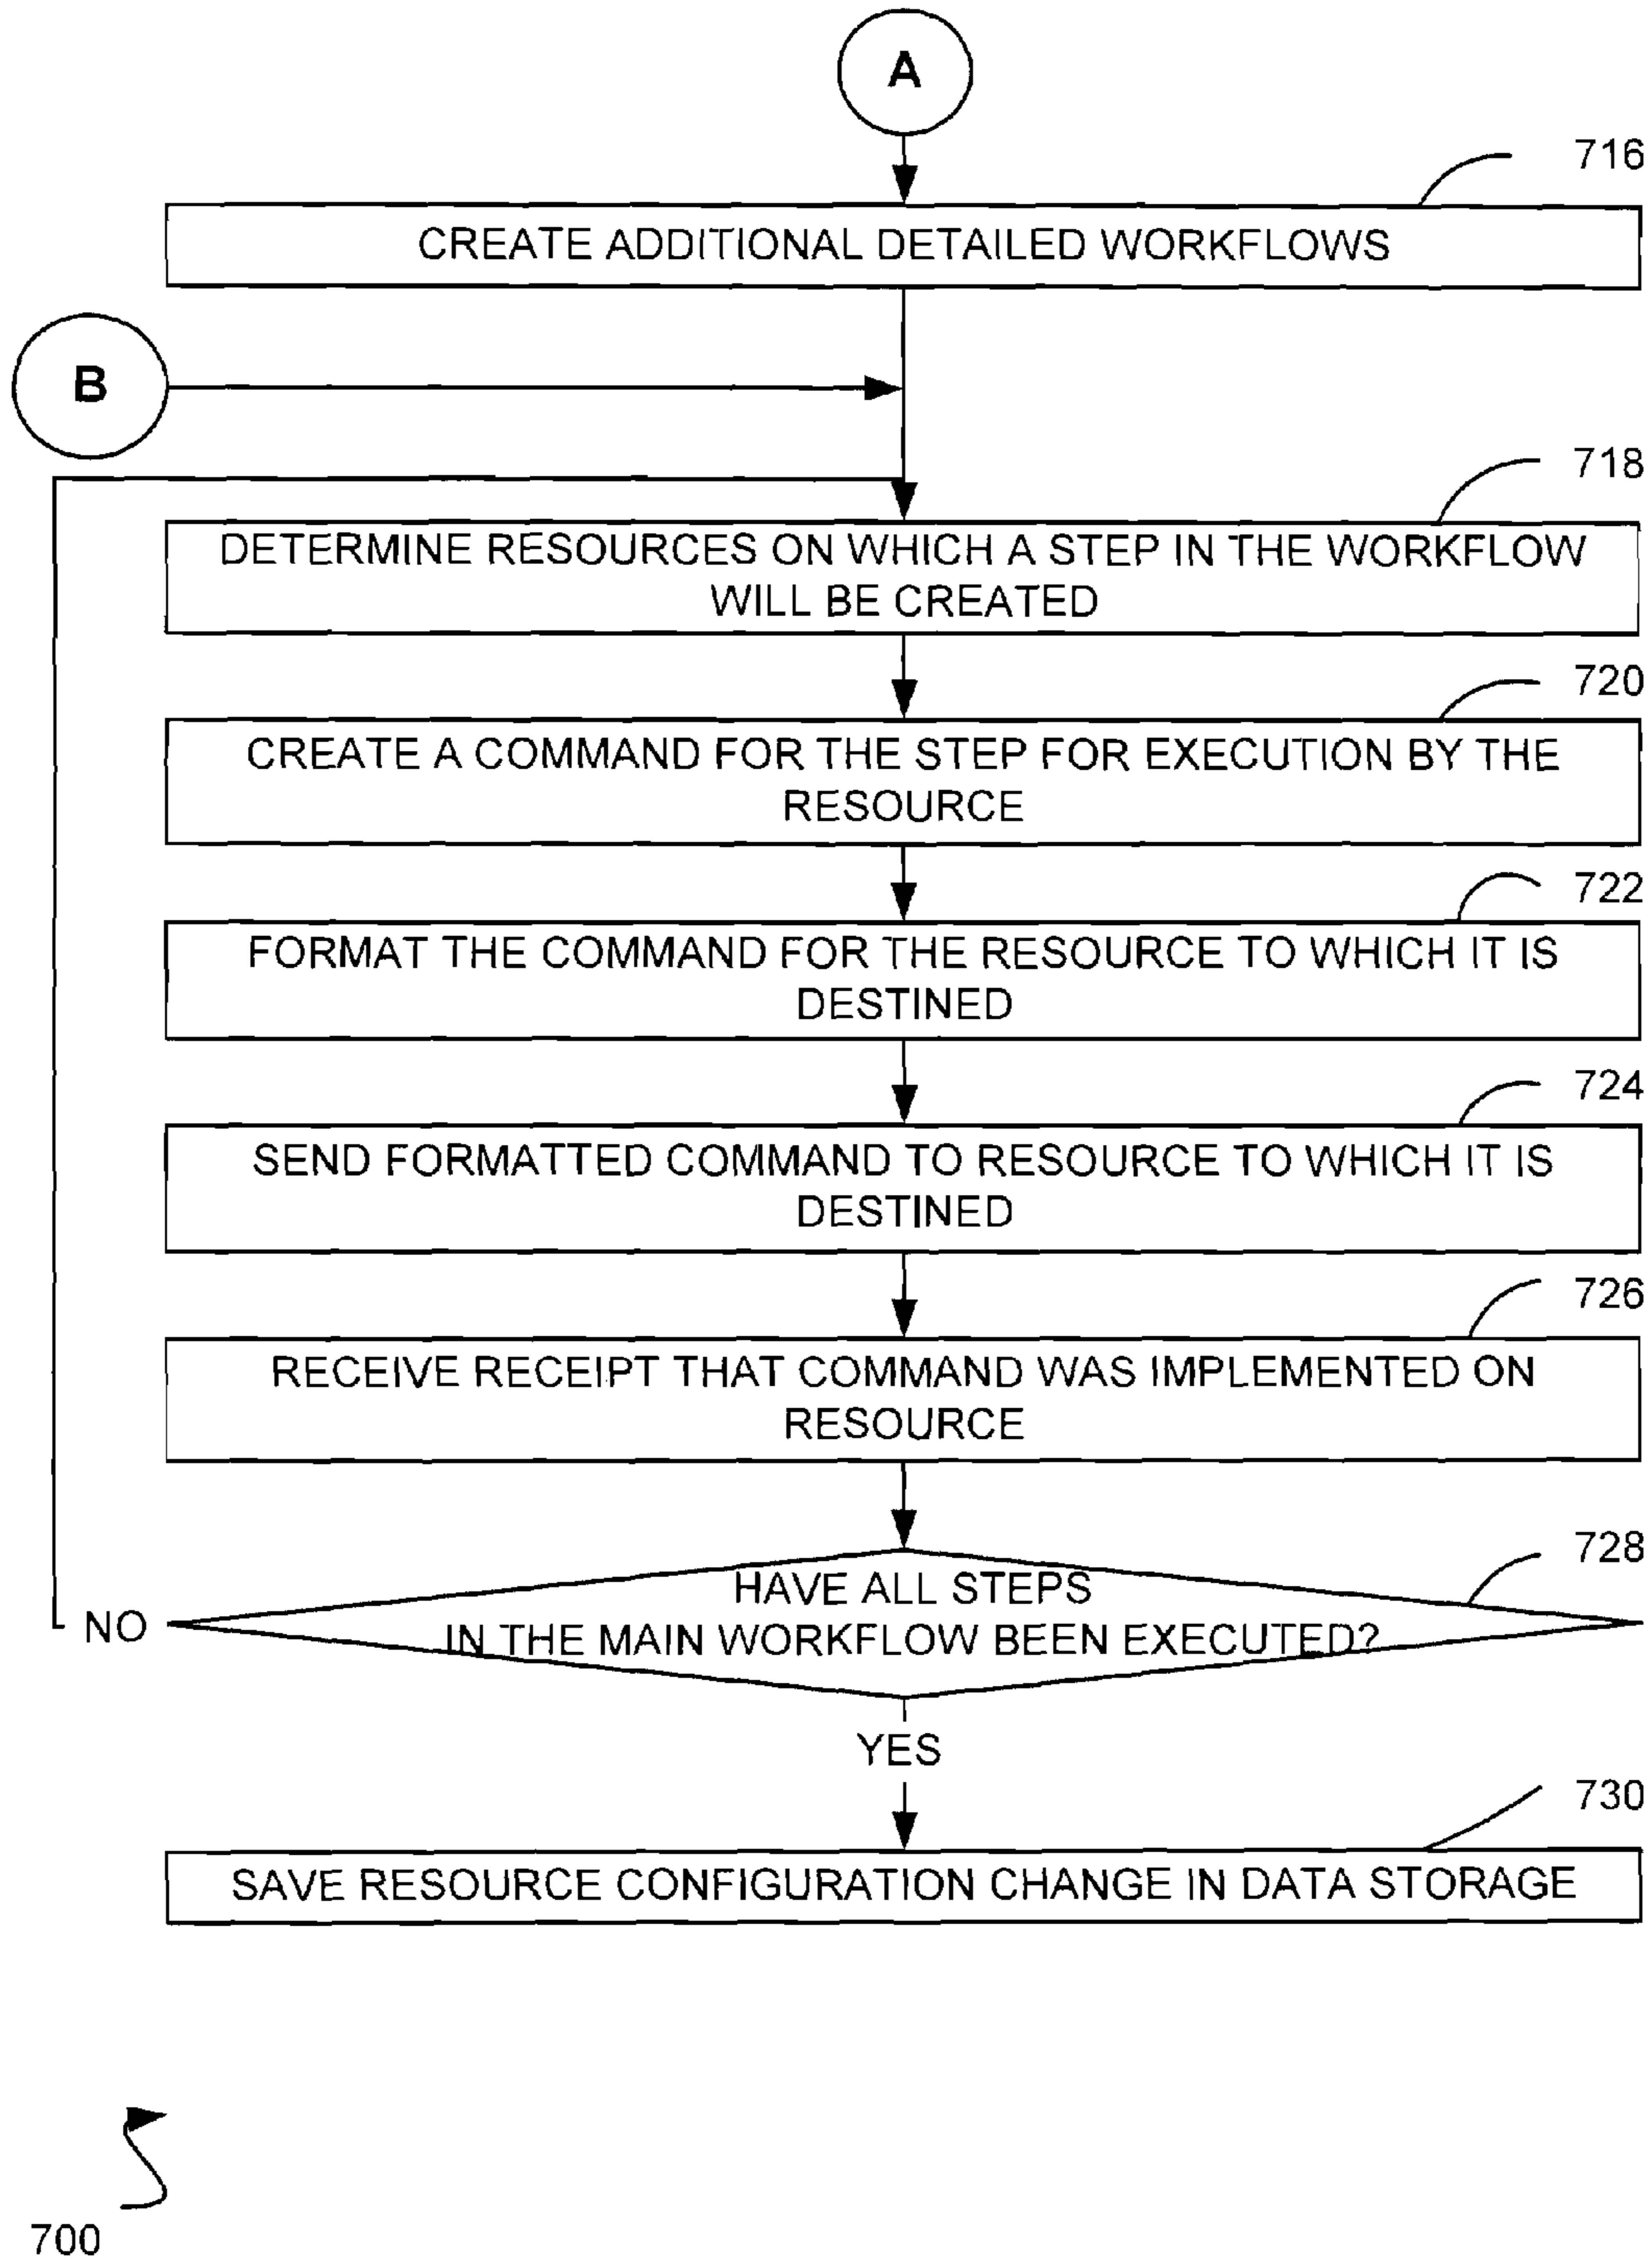 A
716
CREATE ADDITIONAL DETAILED WORKFLOWS
B
718
DETERMINE RESOURCES ON WHICH A STEP IN THE WORKFLOW
WILL BE CREATED
720
CREATE A COMMAND FOR THE STEP FOR EXECUTION BY THE
RESOURCE
722
FORMAT THE COMMAND FOR THE RESOURCE TO WHICH IT IS
DESTINED
724
SEND FORMATTED COMMAND TO RESOURCE TO WHICH IT IS
DESTINED
726
RECEIVE RECEIPT THAT COMMAND WAS IMPLEMENTED ON
RESOURCE
728
HAVE ALL STEPS
NO
IN THE MAIN WORKFLOW BEEN EXECUTED?
YES
730
SAVE RESOURCE CONFIGURATION CHANGE IN DATA STORAGE
700